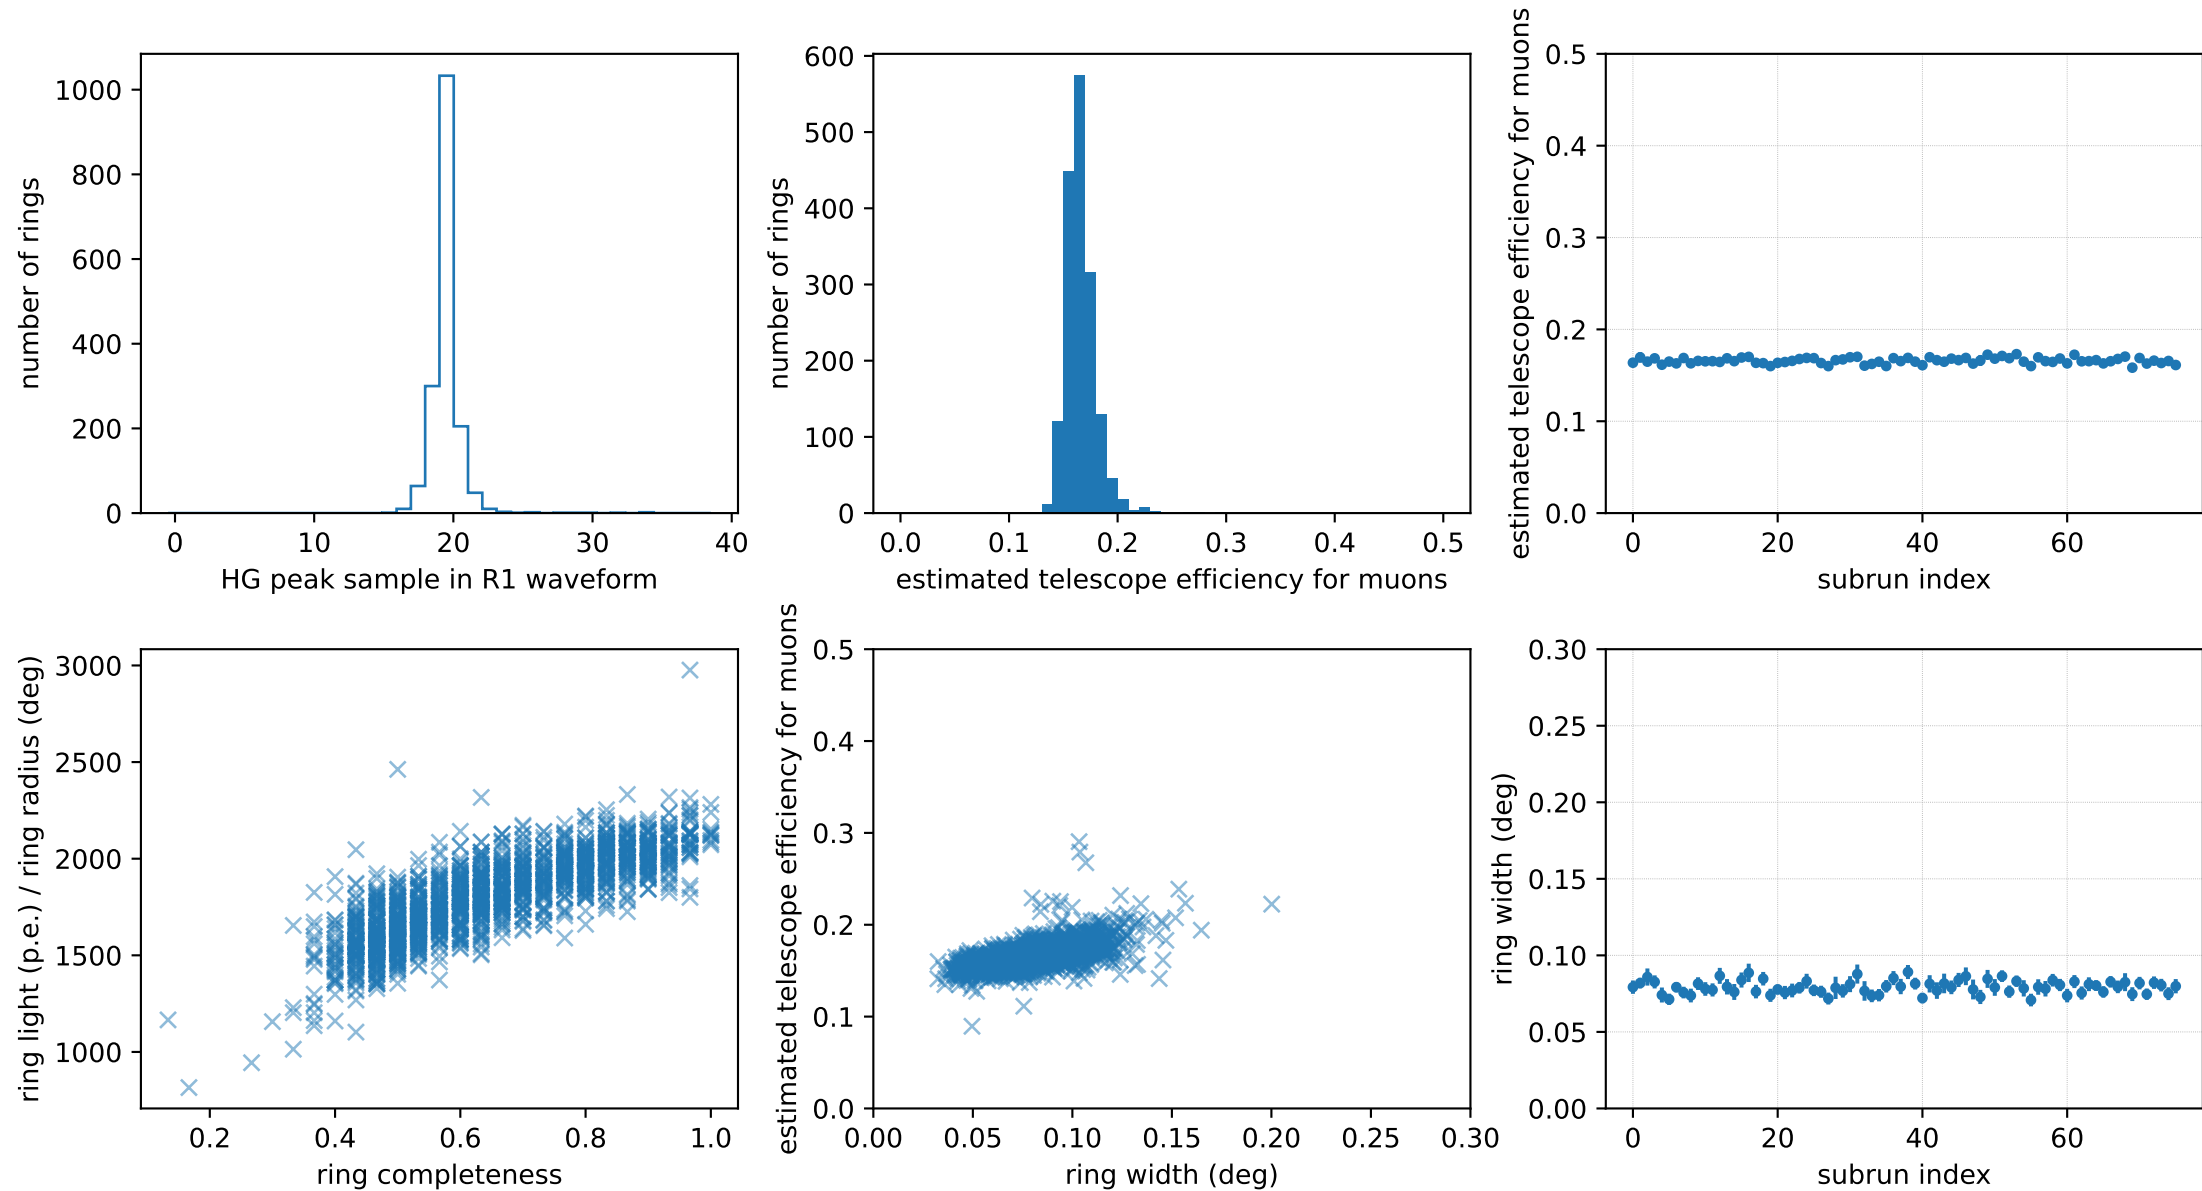 number of rings
1000
800
600
400
200
0
0 10 20 30 40
HG peak sample in R1 waveform
number of rings
600
500
400
300
200
100
0
0.0 0.1 0.2 0.3 0.4 0.5
estimated telescope efficiency for muons
estimated telescope efficiency for muons
0.5
0.4
0.3
0.2
0.1
0.0
0 20 40 60
subrun index
ring light (p.e.) / ring radius (deg)
3000
2500
2000
1500
1000
0.2 0.4 0.6 0.8 1.0
ring completeness
estimated telescope efficiency for muons
0.5
0.4
0.3
0.2
0.1
0.0
0.00 0.05 0.10 0.15 0.20 0.25 0.30
ring width (deg)
ring width (deg)
0.30
0.25
0.20
0.15
0.10
0.05
0.00
0 20 40 60
subrun index